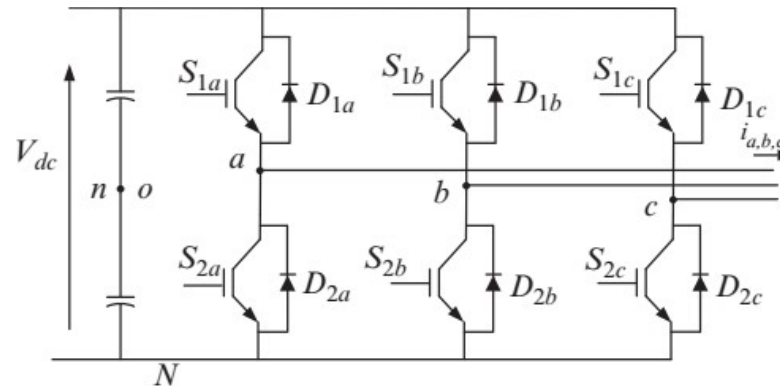 S1a
D1a
S1b
D1b
S1c
D1c
ia,b,c
Vdc
n
o
a
b
c
S2a
D2a
S2b
D2b
S2c
D2c
N